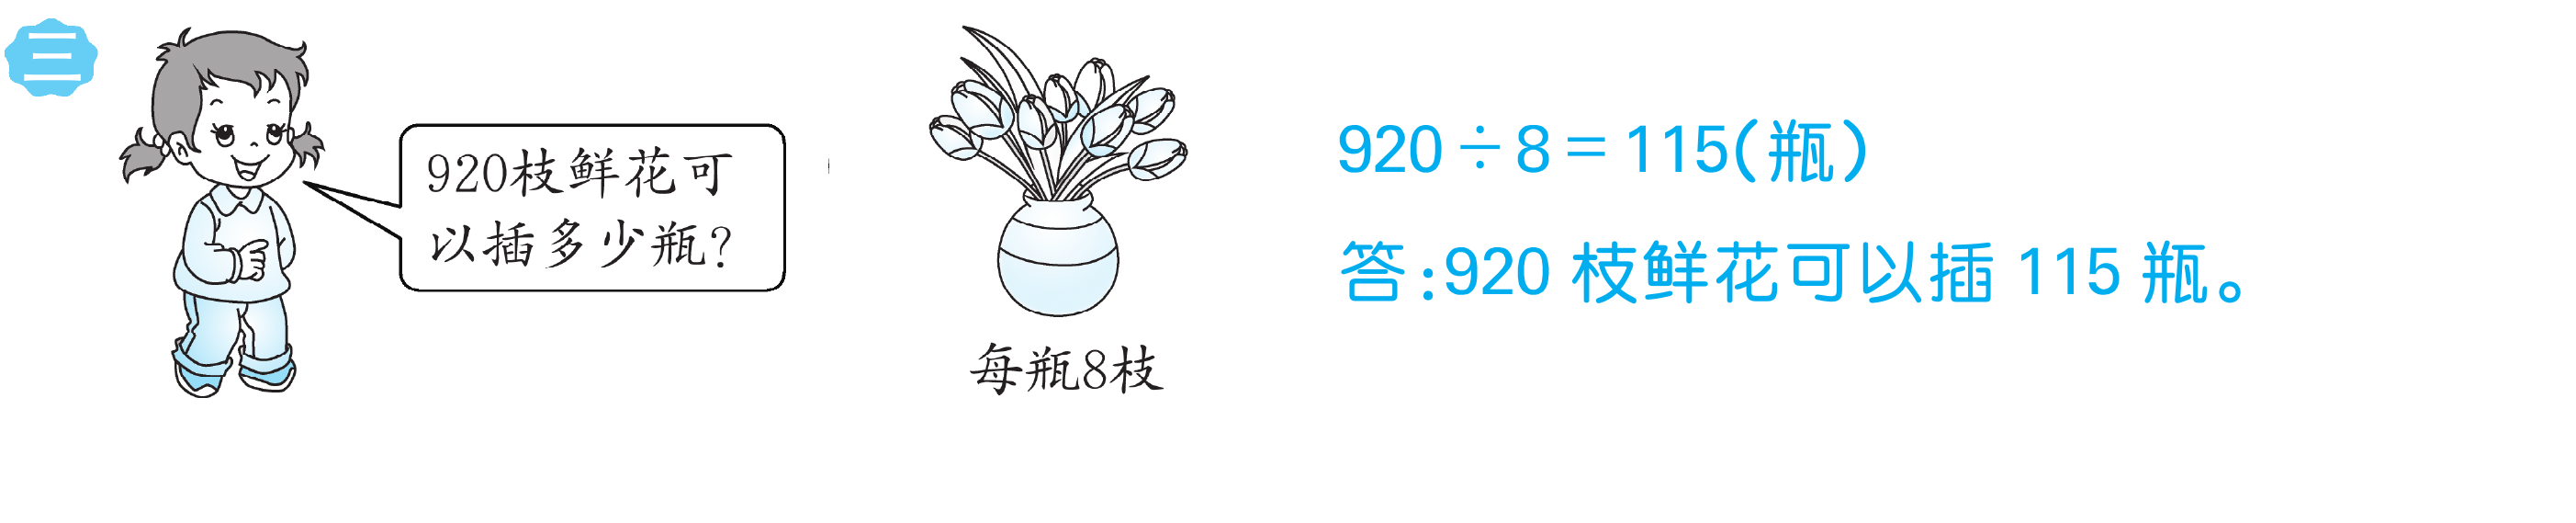 三
920枝鲜花可
以插多少瓶?
每瓶8枝
920÷8=115(瓶)
答:920 枝鲜花可以插 115 瓶。